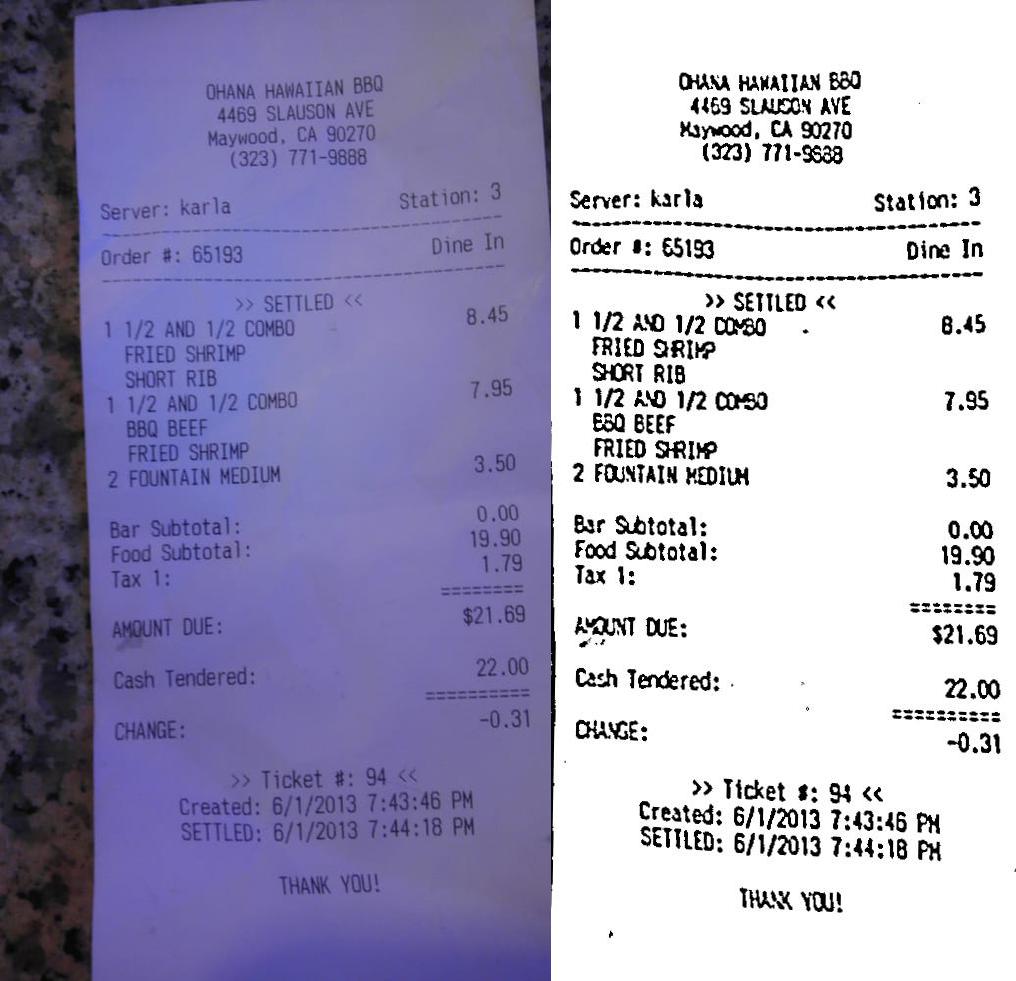 OHANA HAWAIIAN BBQ
4469 SLAUSON AVE
Maywood, CA 90270
(323) 771-9888
Server: karla Station: 3
Order #: 65193 Dine In
>> SETTLED <<
1 1/2 AND 1/2 COMBO 8.45
FRIED SHRIMP
SHORT RIB
1 1/2 AND 1/2 COMBO 7.95
BBQ BEEF
FRIED SHRIMP
2 FOUNTAIN MEDIUM 3.50
Bar Subtotal: 0.00
Food Subtotal: 19.90
Tax 1: 1.79
========
AMOUNT DUE: $21.69
Cash Tendered: 22.00
==========
CHANGE: -0.31
>> Ticket #: 94 <<
Created: 6/1/2013 7:43:46 PM
SETTLED: 6/1/2013 7:44:18 PM
THANK YOU!
OHANA HAWAIIAN BBQ
4469 SLAUSON AVE
Maywood, CA 90270
(323) 771-9888
Server: karla Station: 3
Order #: 65193 Dine In
>> SETTLED <<
1 1/2 AND 1/2 COMBO 8.45
FRIED SHRIMP
SHORT RIB
1 1/2 AND 1/2 COMBO 7.95
BBQ BEEF
FRIED SHRIMP
2 FOUNTAIN MEDIUM 3.50
Bar Subtotal: 0.00
Food Subtotal: 19.90
Tax 1: 1.79
========
AMOUNT DUE: $21.69
Cash Tendered: 22.00
==========
CHANGE: -0.31
>> Ticket #: 94 <<
Created: 6/1/2013 7:43:46 PM
SETTLED: 6/1/2013 7:44:18 PM
THANK YOU!